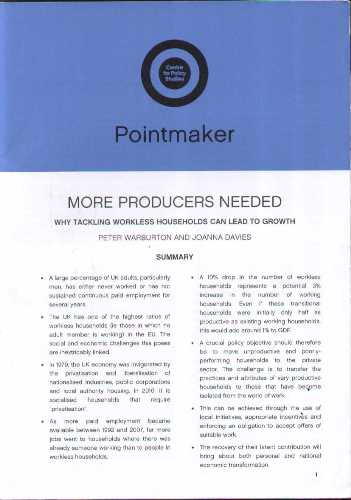 Centre
for Policy
Studies
Pointmaker
MORE PRODUCERS NEEDED
WHY TACKLING WORKLESS HOUSEHOLDS CAN LEAD TO GROWTH
PETER WARBURTON AND JOANNA DAVIES
SUMMARY
• A large percentage of UK adults, particularly
men, has either never worked or has not
sustained continuous paid employment for
several years.
• The UK has one of the highest ratios of
workless households (ie those in which no
adult member is working) in the EU. The
social and economic challenges this poses
are inextricably linked.
• In 1979, the UK economy was invigorated by
the privatisation and liberalisation of
nationalised industries, public corporations
and local authority housing. In 2010 it is
socialised households that require
'privatisation'.
• As more paid employment became
available between 1992 and 2007, far more
jobs went to households where there was
already someone working than to people in
workless households.
• A 10% drop in the number of workless
households represents a potential 3%
increase in the number of working
households. Even if these transitional
households were initially only half as
productive as existing working households,
this would add around 1% to GDP.
• A crucial policy objective should therefore
be to move unproductive and poorly-
performing households to the private
sector. The challenge is to transfer the
practices and attributes of very productive
households to those that have become
isolated from the world of work.
• This can be achieved through the use of
local initiatives, appropriate incentives and
enforcing an obligation to accept offers of
suitable work.
• The recovery of their latent contribution will
bring about both personal and national
economic transformation.
1